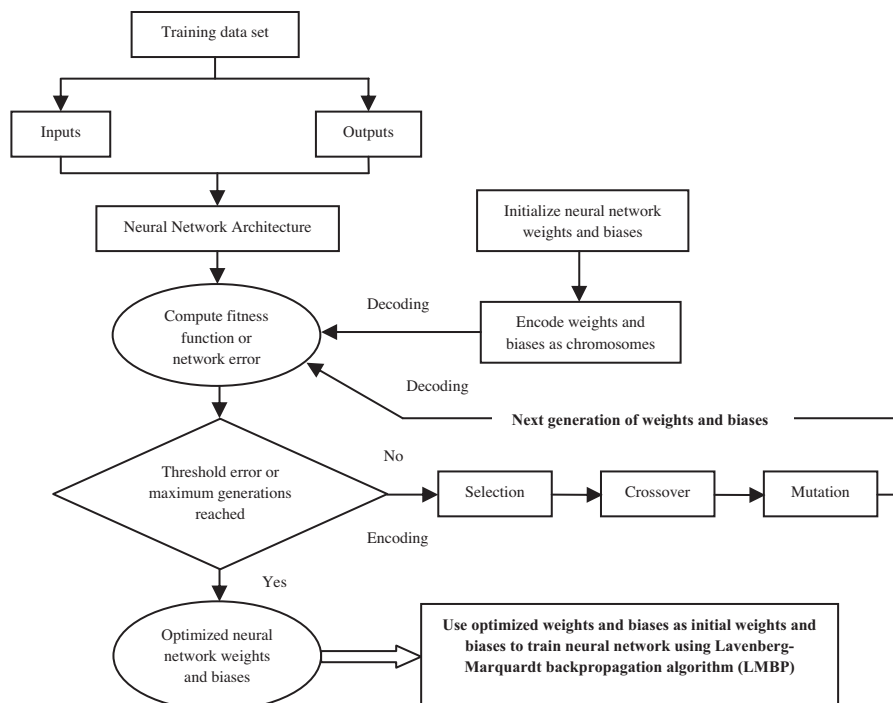 Training data set
Inputs
Outputs
Neural Network Architecture
Initialize neural network
weights and biases
Compute fitness
function or
network error
Decoding
Encode weights and
biases as chromosomes
Decoding
Next generation of weights and biases
Threshold error or
maximum generations
reached
No
Selection
Crossover
Mutation
Encoding
Yes
Optimized neural
network weights
and biases
Use optimized weights and biases as initial weights and
biases to train neural network using Lavenberg-
Marquardt backpropagation algorithm (LMBP)